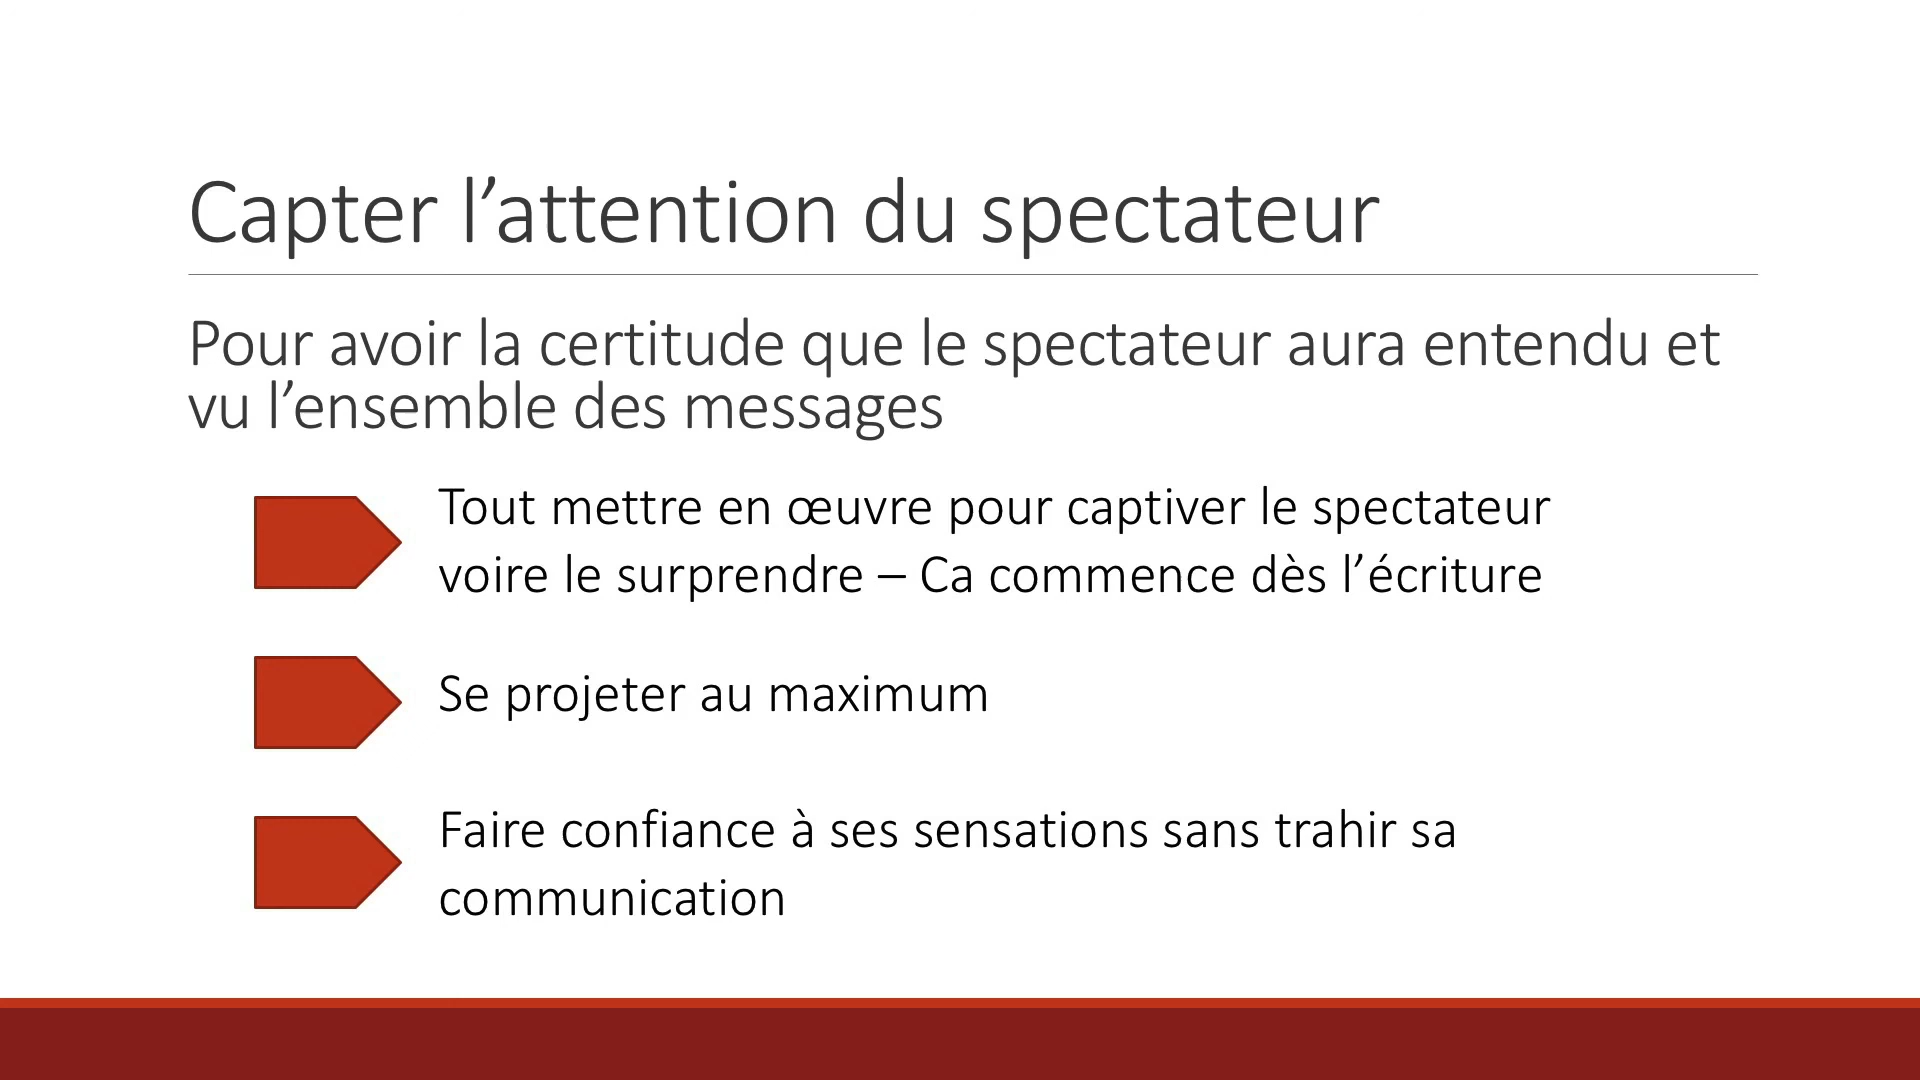 Capter l’attention du spectateur
Pour avoir la certitude que le spectateur aura entendu et
vu l’ensemble des messages
Tout mettre en œuvre pour captiver le spectateur
voire le surprendre – Ca commence dès l’écriture
Se projeter au maximum
Faire confiance à ses sensations sans trahir sa
communication